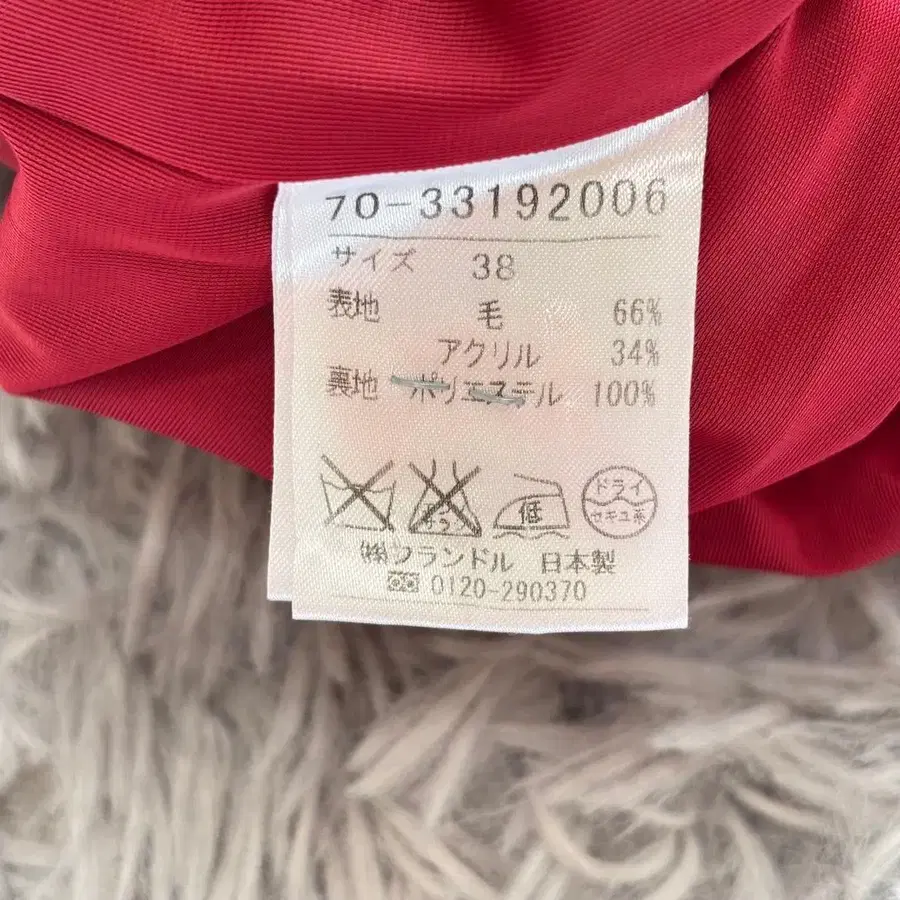 70-33192006
サイズ 38
表地 毛 66%
アクリル 34%
裏地 ポリエステル 100%
低 ドライ
セキユ系
㈱フランドル 日本製
0120-290370